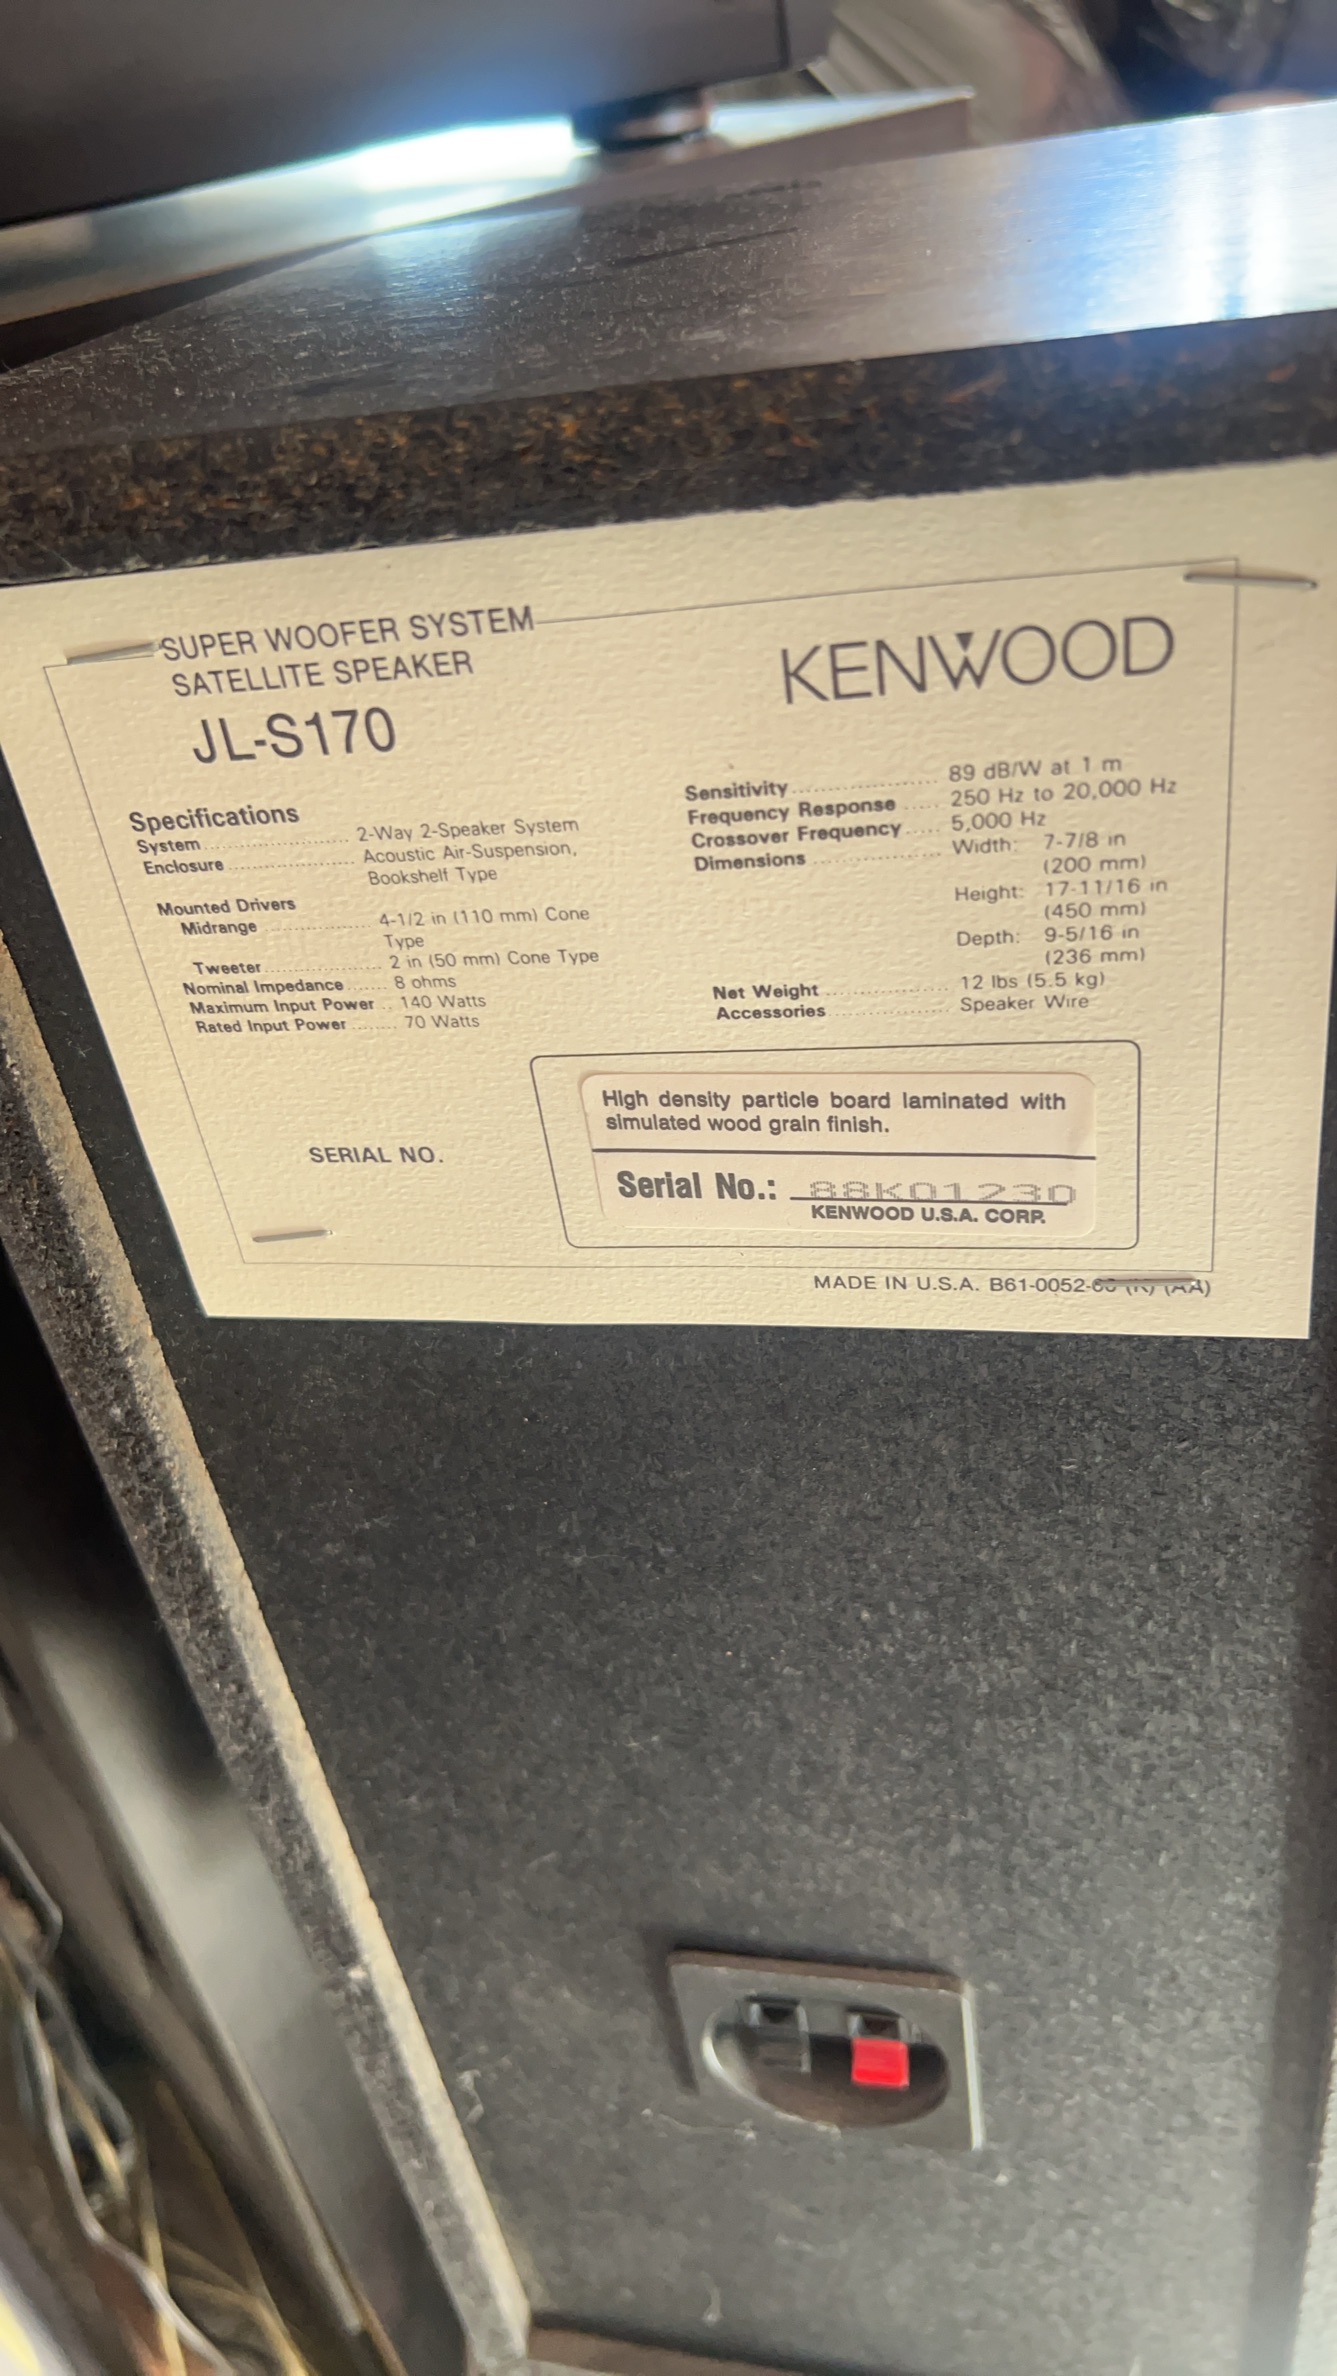 SUPER WOOFER SYSTEM
SATELLITE SPEAKER
JL-S170
KENWOOD
Specifications
System 2-Way 2-Speaker System
Enclosure Acoustic Air-Suspension,
Bookshelf Type
Mounted Drivers
Midrange 4-1/2 in (110 mm) Cone
Type
Tweeter 2 in (50 mm) Cone Type
Nominal Impedance 8 ohms
Maximum Input Power 140 Watts
Rated Input Power 70 Watts
Sensitivity 89 dB/W at 1 m
Frequency Response 250 Hz to 20,000 Hz
Crossover Frequency 5,000 Hz
Dimensions Width: 7-7/8 in
(200 mm)
Height: 17-11/16 in
(450 mm)
Depth: 9-5/16 in
(236 mm)
Net Weight 12 lbs (5.5 kg)
Accessories Speaker Wire
SERIAL NO.
High density particle board laminated with
simulated wood grain finish.
Serial No.: 88K01230
KENWOOD U.S.A. CORP.
MADE IN U.S.A.